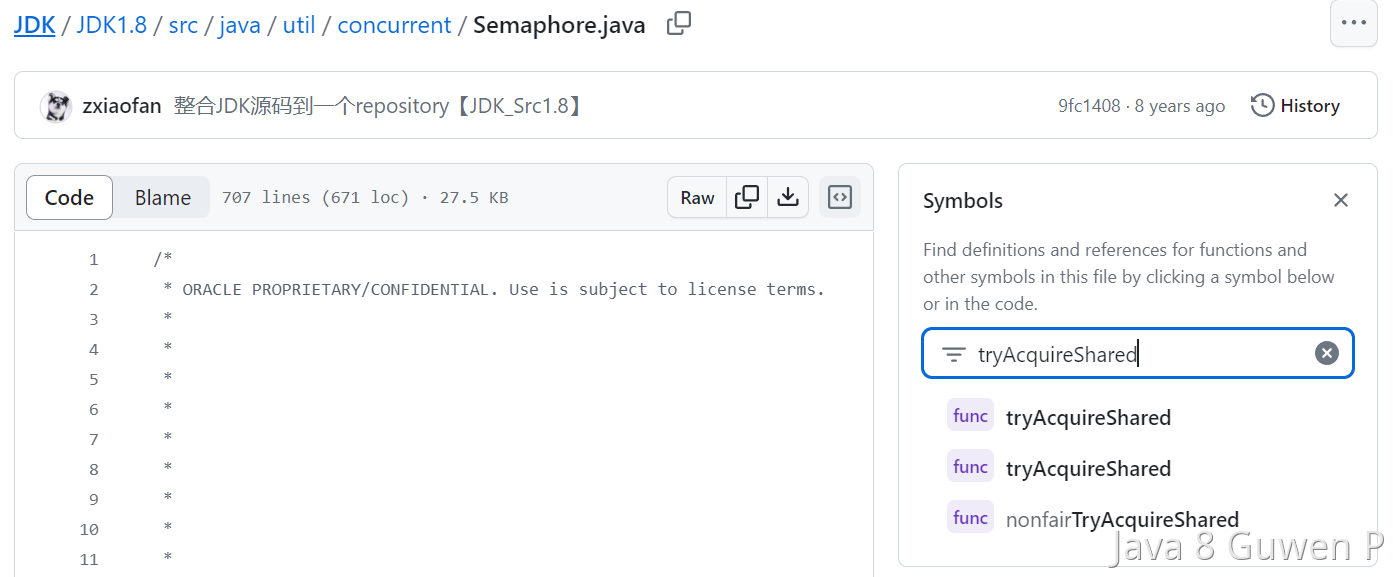 JDK / JDK1.8 / src / java / util / concurrent / Semaphore.java
zxiaofan 整合JDK源码到一个repository【JDK_Src1.8】 9fc1408 · 8 years ago History
Code Blame 707 lines (671 loc) · 27.5 KB Raw
1 /*
2 * ORACLE PROPRIETARY/CONFIDENTIAL. Use is subject to license terms.
3 *
4 *
5 *
6 *
7 *
8 *
9 *
10 *
11 *
Symbols
Find definitions and references for functions and
other symbols in this file by clicking a symbol below
or in the code.
tryAcquireShared
func tryAcquireShared
func tryAcquireShared
func nonfairTryAcquireShared
Java 8 Guwen P